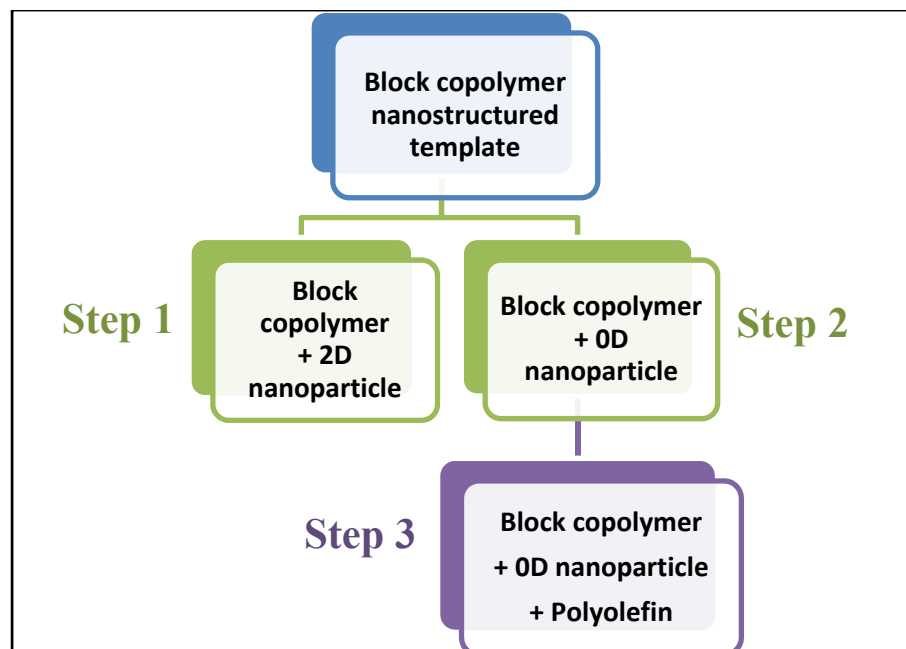 Block copolymer
nanostructured
template
Step 1
Block
copolymer
+ 2D
nanoparticle
Block copolymer
+ 0D
nanoparticle
Step 2
Step 3
Block copolymer
+ 0D nanoparticle
+ Polyolefin